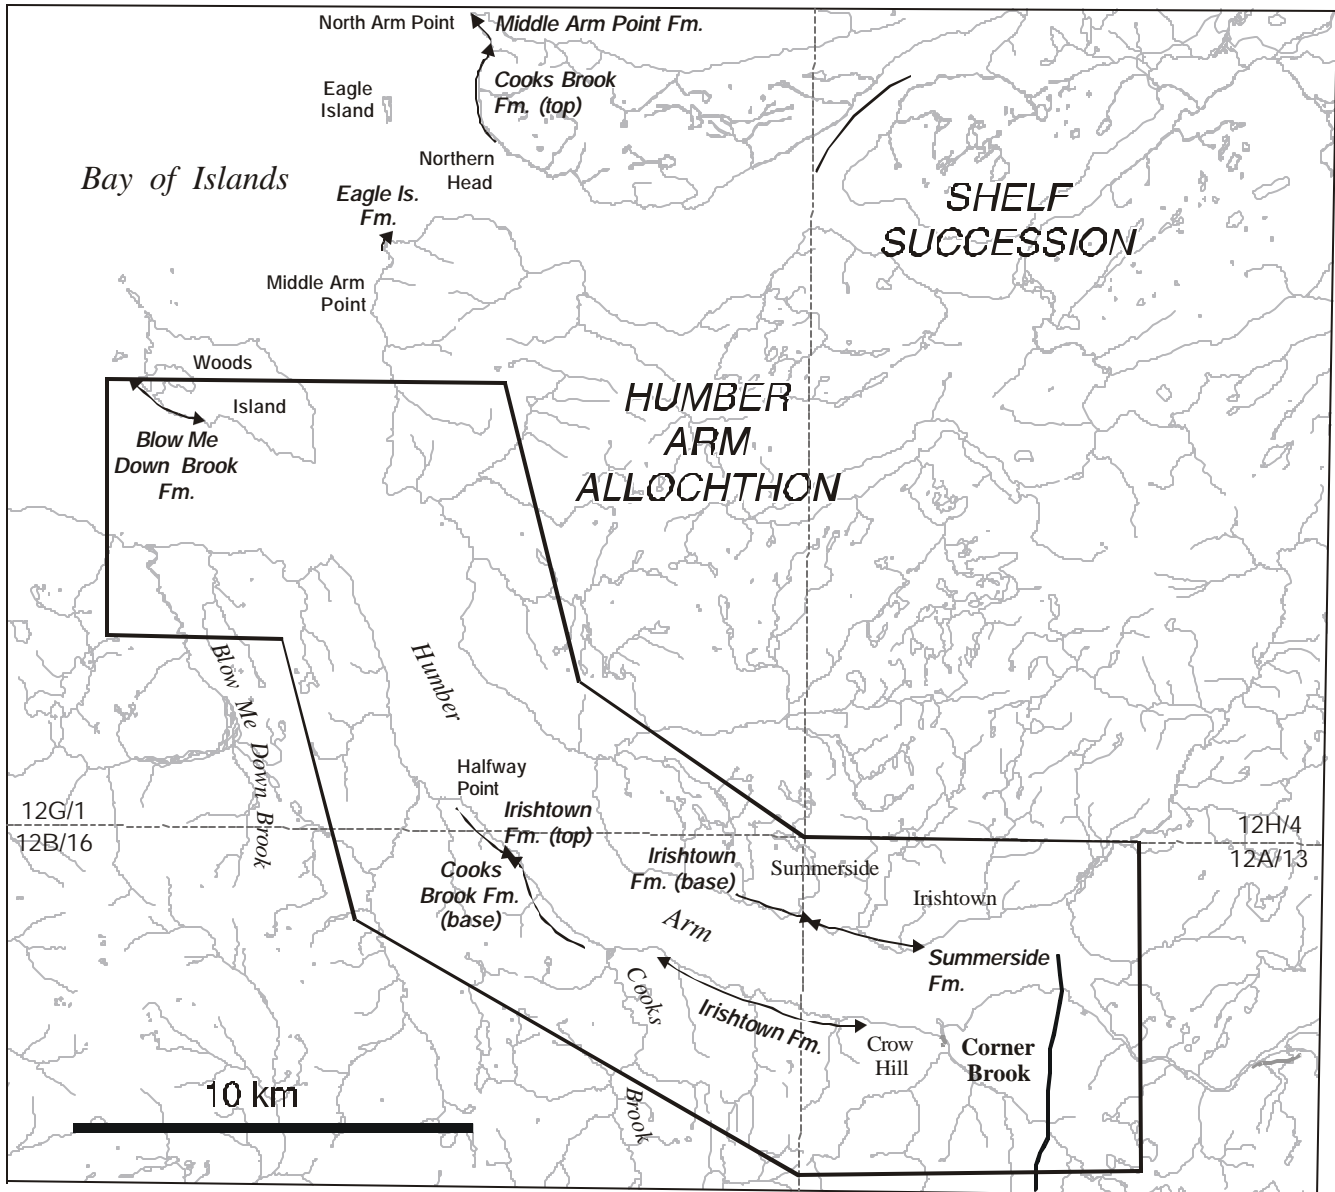 North Arm Point
Middle Arm Point Fm.
Eagle
Island
Cooks Brook
Fm. (top)
Northern
Head
Bay of Islands
Eagle Is.
Fm.
SHELF
SUCCESSION
Middle Arm
Point
Woods
Island
HUMBER
ARM
ALLOCHTHON
Blow Me
Down Brook
Fm.
Blow Me Down Brook
Humber
Halfway
Point
Irishtown
Fm. (top)
12G/1
12B/16
12H/4
12A/13
Cooks
Brook Fm.
(base)
Irishtown
Fm. (base)
Summerside
Irishtown
Arm
Summerside
Fm.
Cooks
Irishtown Fm.
Crow
Hill
Corner
Brook
Brook
10 km